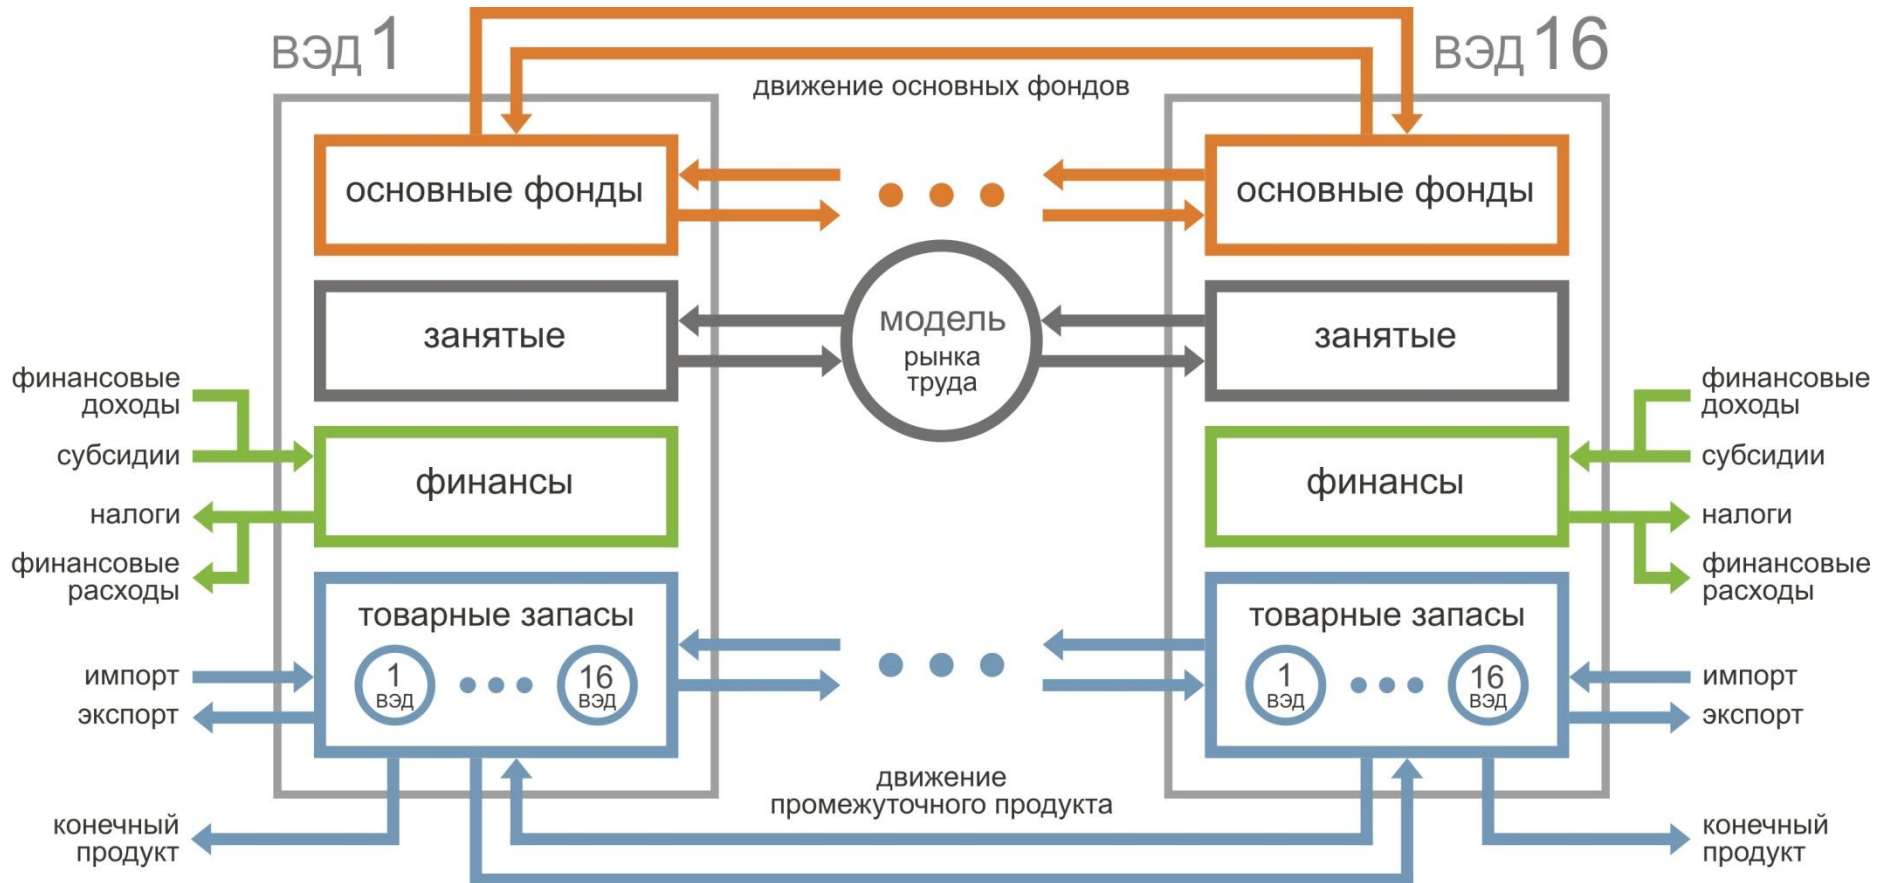 ВЭД 1
ВЭД 16
движение основных фондов
основные фонды
основные фонды
занятые
модель
рынка
труда
занятые
финансовые
доходы
субсидии
налоги
финансовые
расходы
финансы
финансы
финансовые
доходы
субсидии
налоги
финансовые
расходы
товарные запасы
1
ВЭД
16
ВЭД
товарные запасы
1
ВЭД
16
ВЭД
импорт
экспорт
импорт
экспорт
движение
промежуточного продукта
конечный
продукт
конечный
продукт